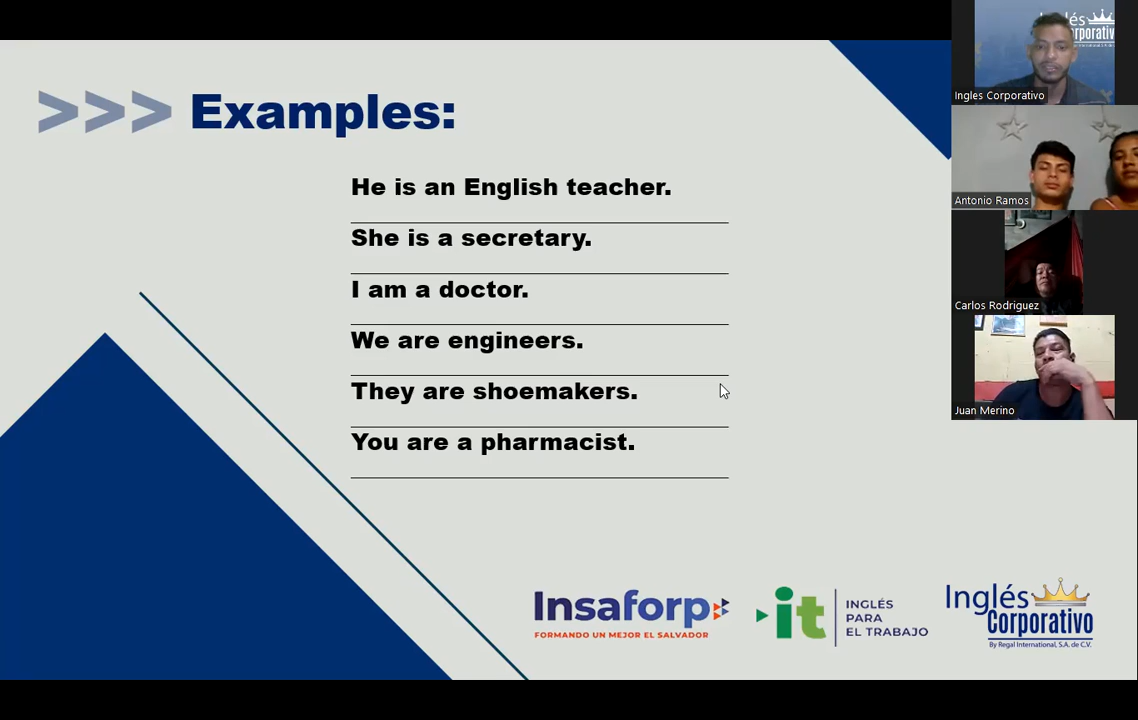 >>> Examples:
He is an English teacher.
She is a secretary.
I am a doctor.
We are engineers.
They are shoemakers.
You are a pharmacist.
Insaforp
FORMANDO UN MEJOR EL SALVADOR
it
INGLÉS
PARA
EL TRABAJO
Inglés
Corporativo
By Regal International, S.A. de C.V.
Ingles Corporativo
Antonio Ramos
Carlos Rodriguez
Juan Merino